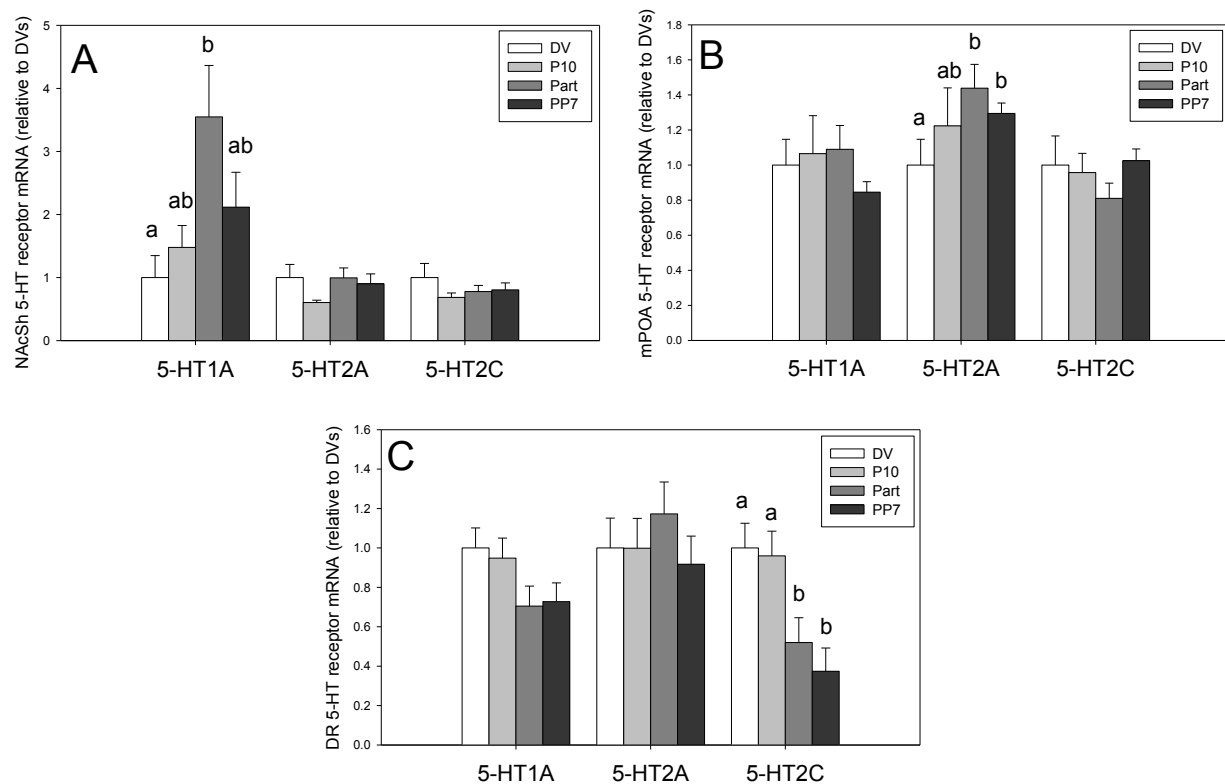 A
NAcSh 5-HT receptor mRNA (relative to DVs)
5
4
3
2
1
0
a
ab
b
ab
DV
P10
Part
PP7
5-HT1A
5-HT2A
5-HT2C
B
mPOA 5-HT receptor mRNA (relative to DVs)
1.8
1.6
1.4
1.2
1.0
0.8
0.6
0.4
0.2
0.0
a
ab
b
b
DV
P10
Part
PP7
5-HT1A
5-HT2A
5-HT2C
C
DR 5-HT receptor mRNA (relative to DVs)
1.6
1.4
1.2
1.0
0.8
0.6
0.4
0.2
0.0
a
a
b
b
DV
P10
Part
PP7
5-HT1A
5-HT2A
5-HT2C